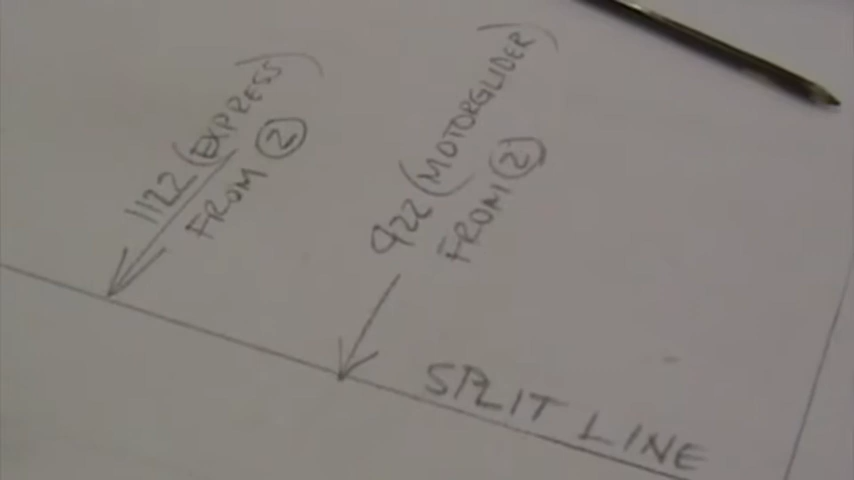 1122 (EXPRESS)
FROM ②
922 (MOTORGLIDER)
FROM ②
SPLIT LINE